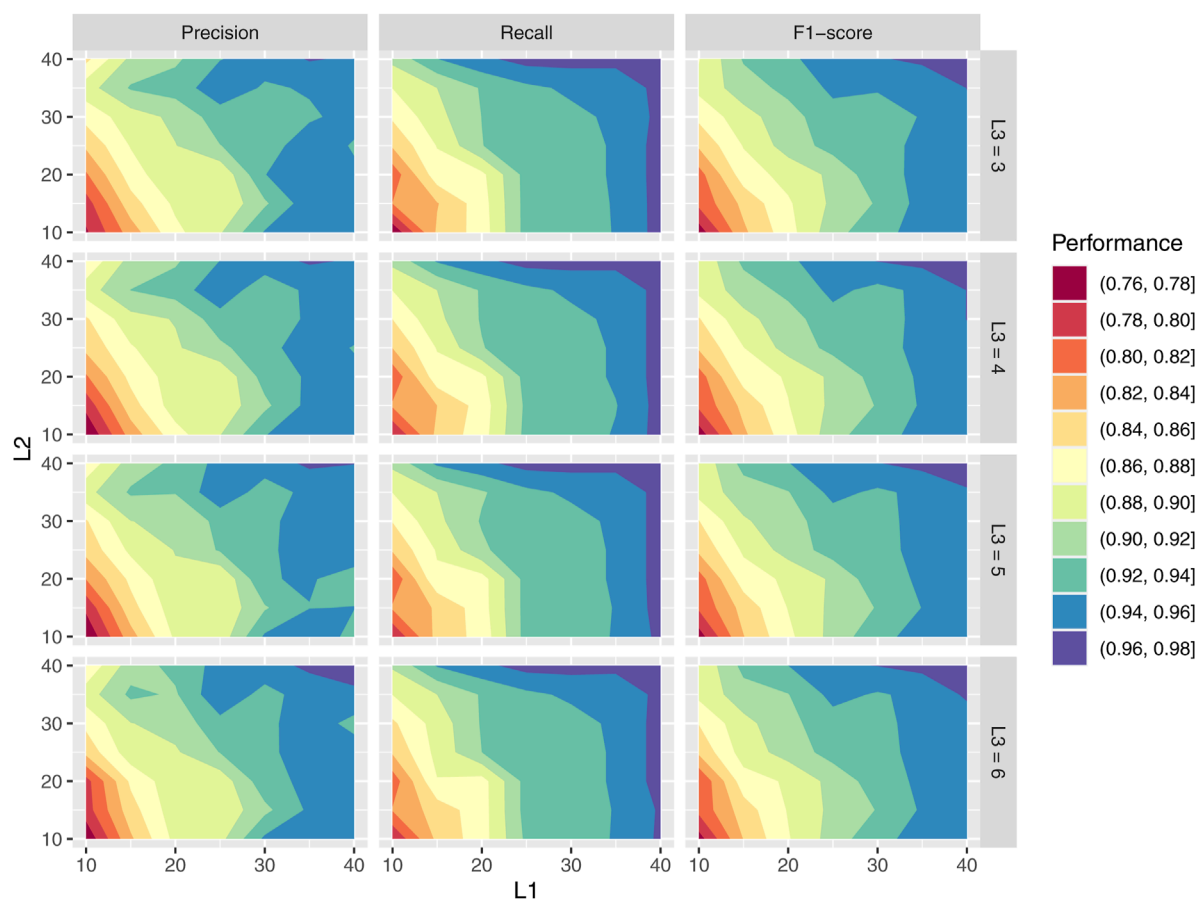 Precision
Recall
F1−score
40
30
20
10
L3 = 3
40
30
20
10
L3 = 4
40
30
20
10
L3 = 5
40
30
20
10
L3 = 6
L2
10 20 30 40
10 20 30 40
10 20 30 40
L1
Performance
(0.76, 0.78]
(0.78, 0.80]
(0.80, 0.82]
(0.82, 0.84]
(0.84, 0.86]
(0.86, 0.88]
(0.88, 0.90]
(0.90, 0.92]
(0.92, 0.94]
(0.94, 0.96]
(0.96, 0.98]